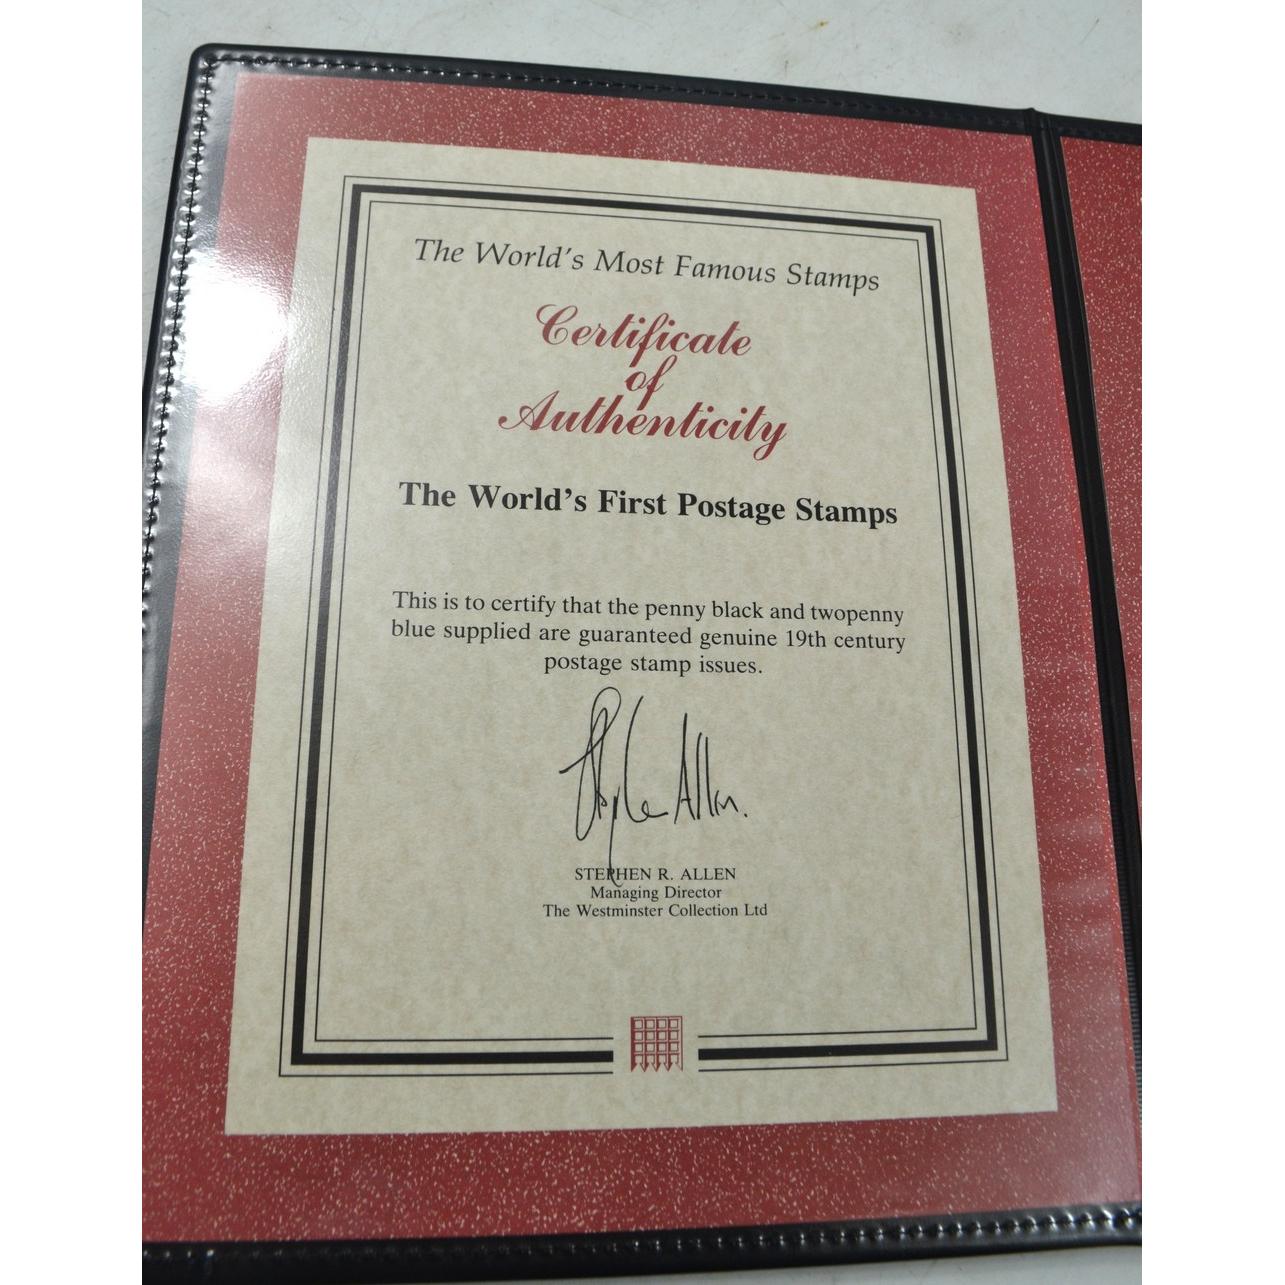 The World's Most Famous Stamps
Certificate
of
Authenticity
The World's First Postage Stamps
This is to certify that the penny black and twopenny
blue supplied are guaranteed genuine 19th century
postage stamp issues.
Stephen Allen.
STEPHEN R. ALLEN
Managing Director
The Westminster Collection Ltd